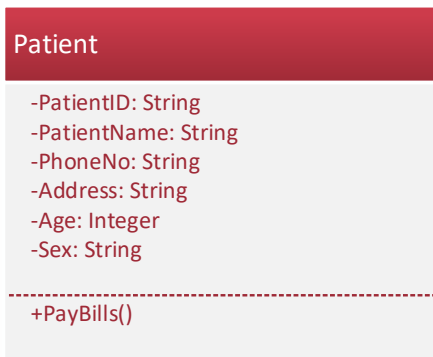 Patient
-PatientID: String
-PatientName: String
-PhoneNo: String
-Address: String
-Age: Integer
-Sex: String
+PayBills()